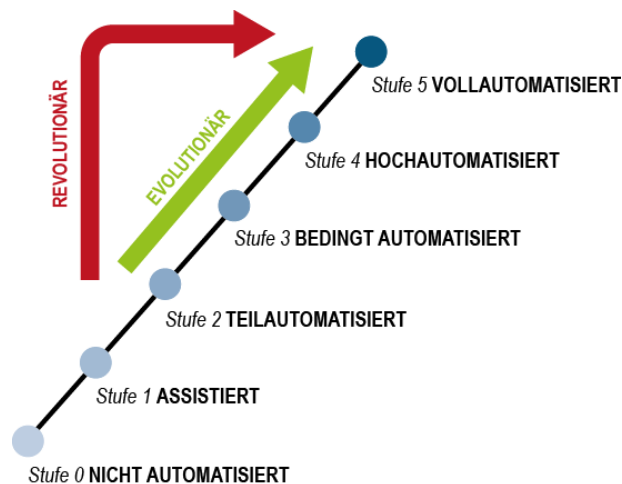 REVOLUTIONÄR
EVOLUTIONÄR
Stufe 5 VOLLAUTOMATISIERT
Stufe 4 HOCHAUTOMATISIERT
Stufe 3 BEDINGT AUTOMATISIERT
Stufe 2 TEILAUTOMATISIERT
Stufe 1 ASSISTIERT
Stufe 0 NICHT AUTOMATISIERT